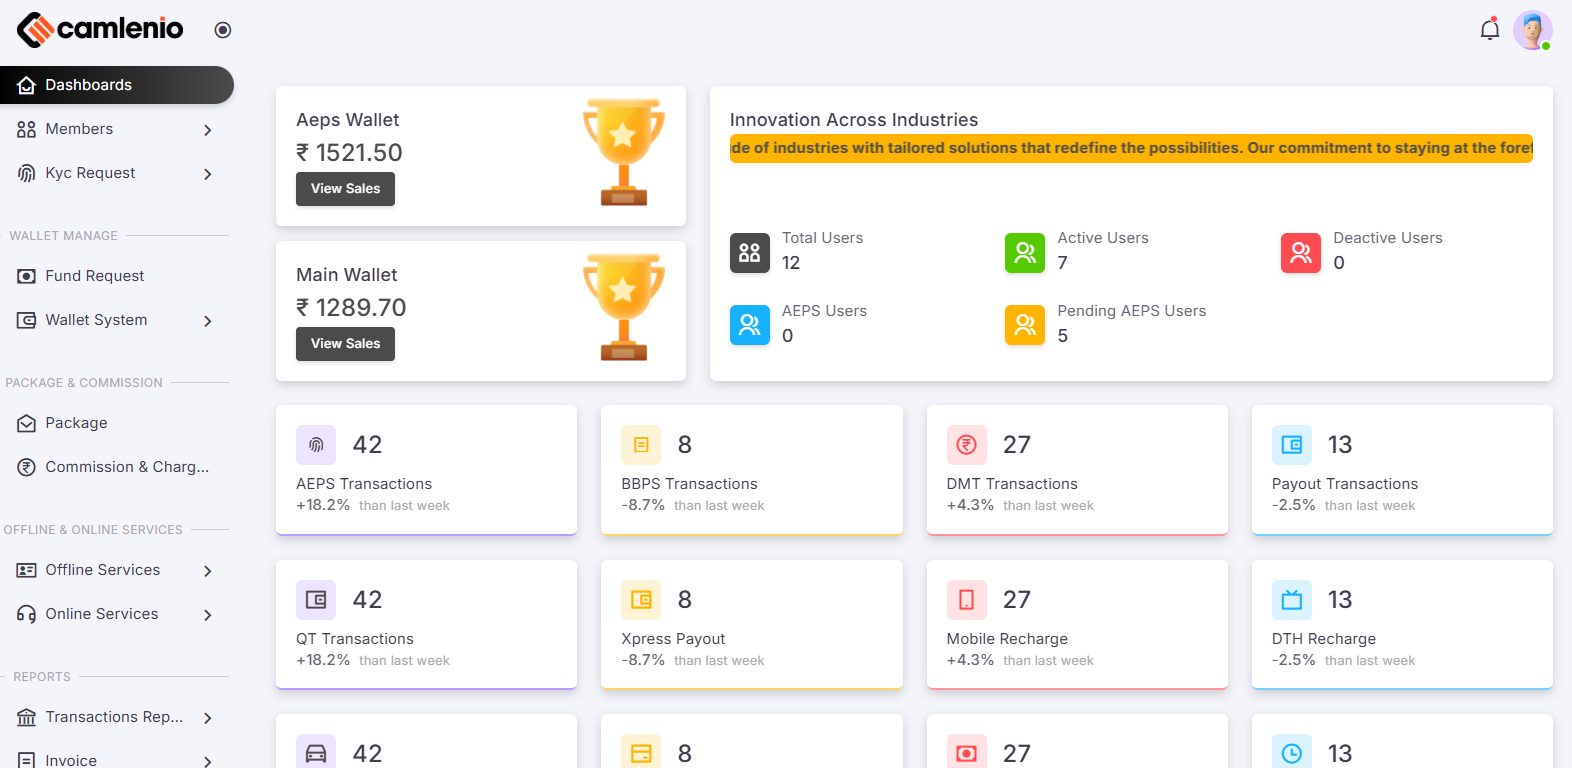 camlenio
Dashboards
Members
Kyc Request
WALLET MANAGE
Fund Request
Wallet System
PACKAGE & COMMISSION
Package
Commission & Charg...
OFFLINE & ONLINE SERVICES
Offline Services
Online Services
REPORTS
Transactions Rep...
Invoice
Aeps Wallet
₹ 1521.50
View Sales
Main Wallet
₹ 1289.70
View Sales
Innovation Across Industries
de of industries with tailored solutions that redefine the possibilities. Our commitment to staying at the foref
Total Users
12
Active Users
7
Deactive Users
0
AEPS Users
0
Pending AEPS Users
5
42
AEPS Transactions
+18.2% than last week
8
BBPS Transactions
-8.7% than last week
27
DMT Transactions
+4.3% than last week
13
Payout Transactions
-2.5% than last week
42
QT Transactions
+18.2% than last week
8
Xpress Payout
-8.7% than last week
27
Mobile Recharge
+4.3% than last week
13
DTH Recharge
-2.5% than last week
42
8
27
13